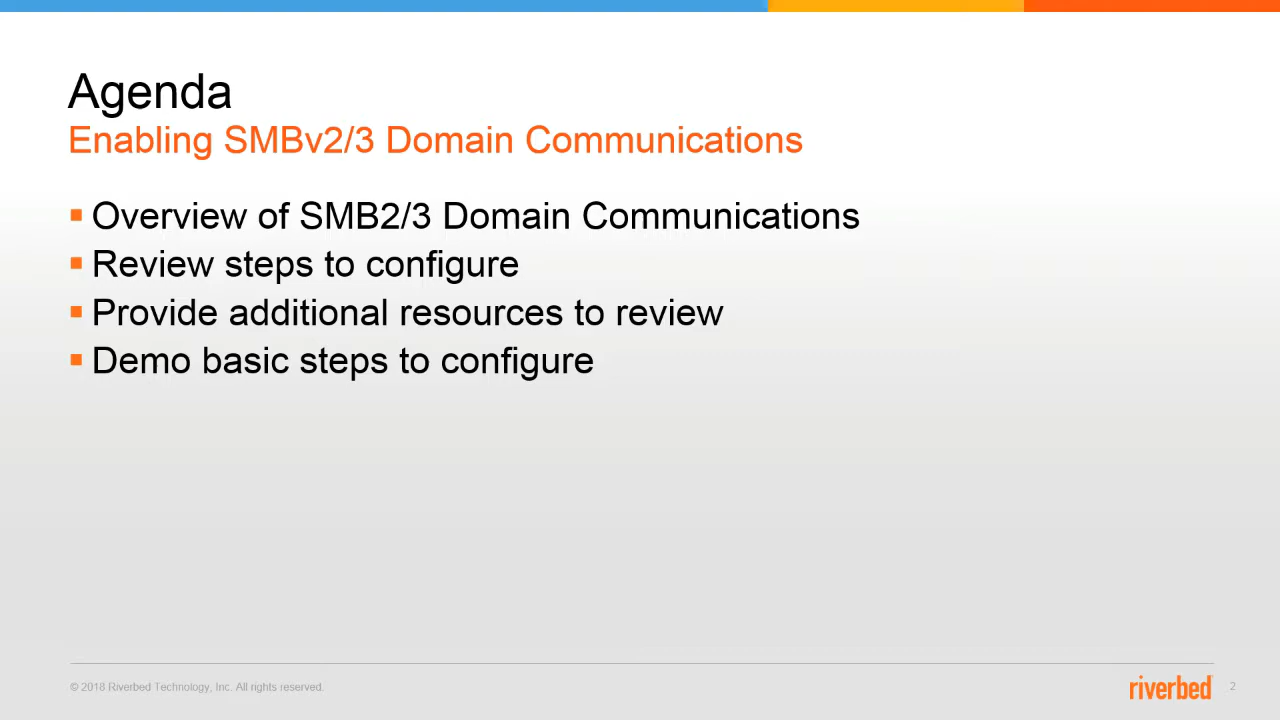 Agenda
Enabling SMBv2/3 Domain Communications
Overview of SMB2/3 Domain Communications
Review steps to configure
Provide additional resources to review
Demo basic steps to configure
© 2018 Riverbed Technology, Inc. All rights reserved.
riverbed
2